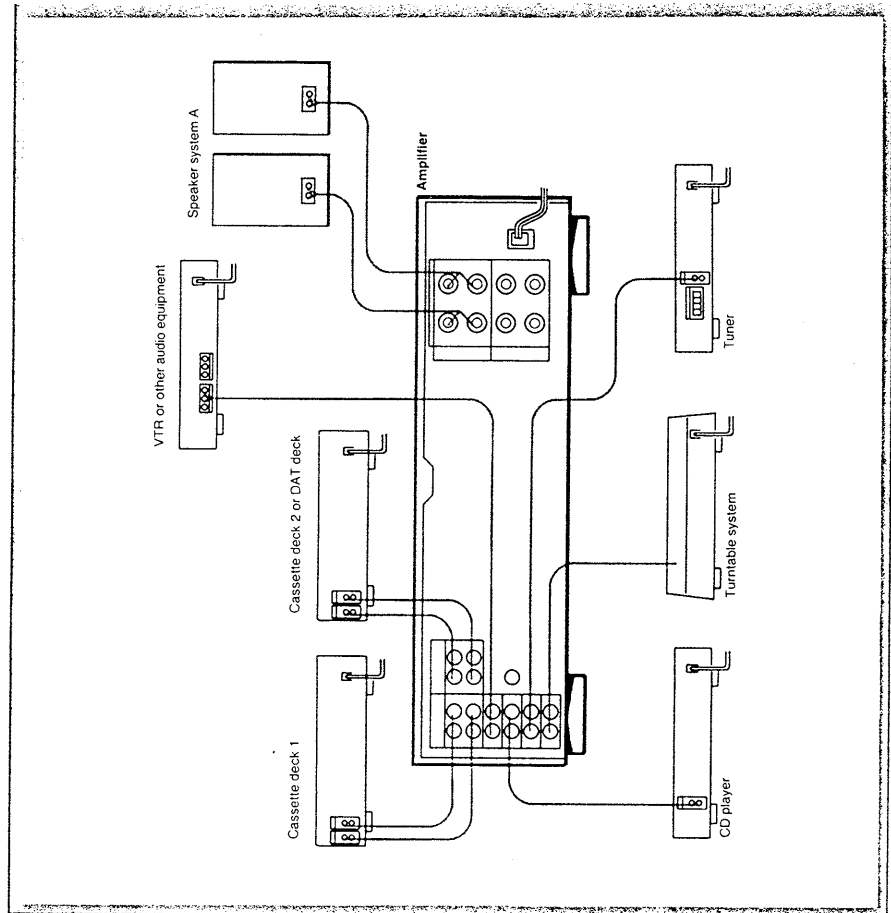 Speaker system A
Amplifier
VTR or other audio equipment
Tuner
Cassette deck 2 or DAT deck
Turntable system
Cassette deck 1
CD player